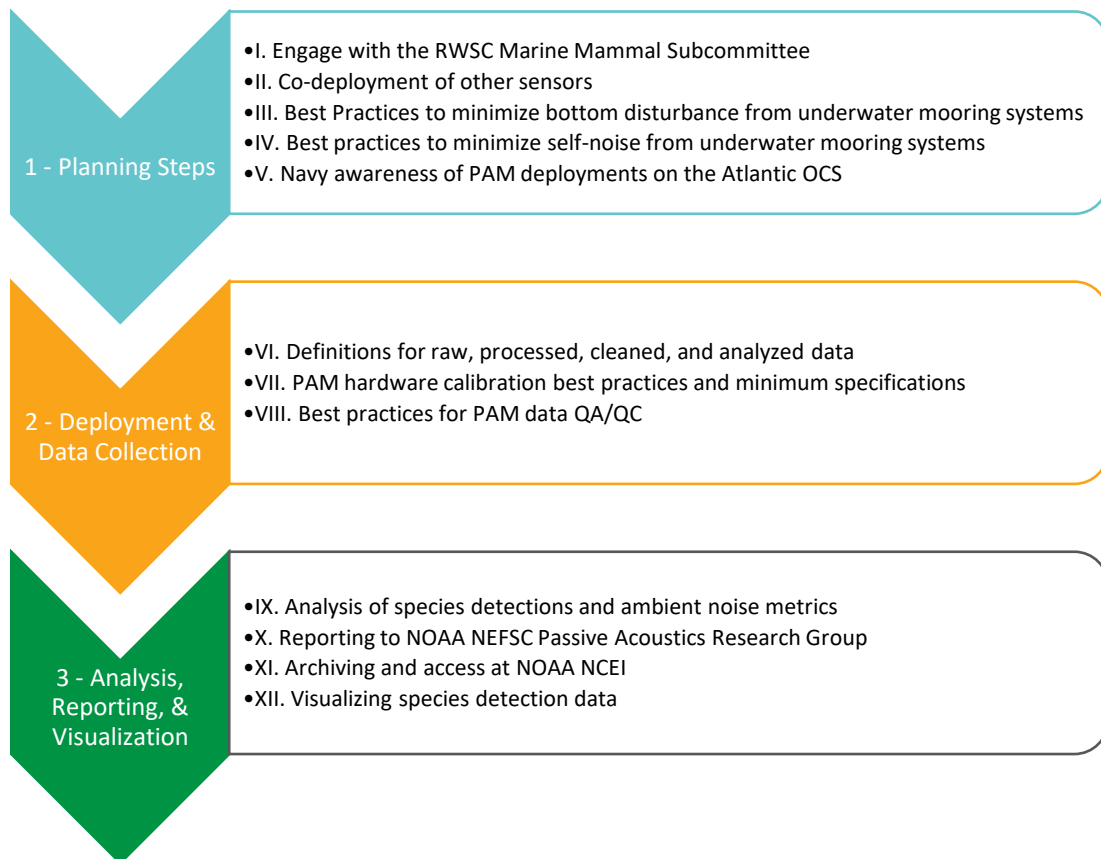 1 - Planning Steps
•I. Engage with the RWSC Marine Mammal Subcommittee
•II. Co-deployment of other sensors
•III. Best Practices to minimize bottom disturbance from underwater mooring systems
•IV. Best practices to minimize self-noise from underwater mooring systems
•V. Navy awareness of PAM deployments on the Atlantic OCS
2 - Deployment &
Data Collection
•VI. Definitions for raw, processed, cleaned, and analyzed data
•VII. PAM hardware calibration best practices and minimum specifications
•VIII. Best practices for PAM data QA/QC
3 - Analysis,
Reporting, &
Visualization
•IX. Analysis of species detections and ambient noise metrics
•X. Reporting to NOAA NEFSC Passive Acoustics Research Group
•XI. Archiving and access at NOAA NCEI
•XII. Visualizing species detection data